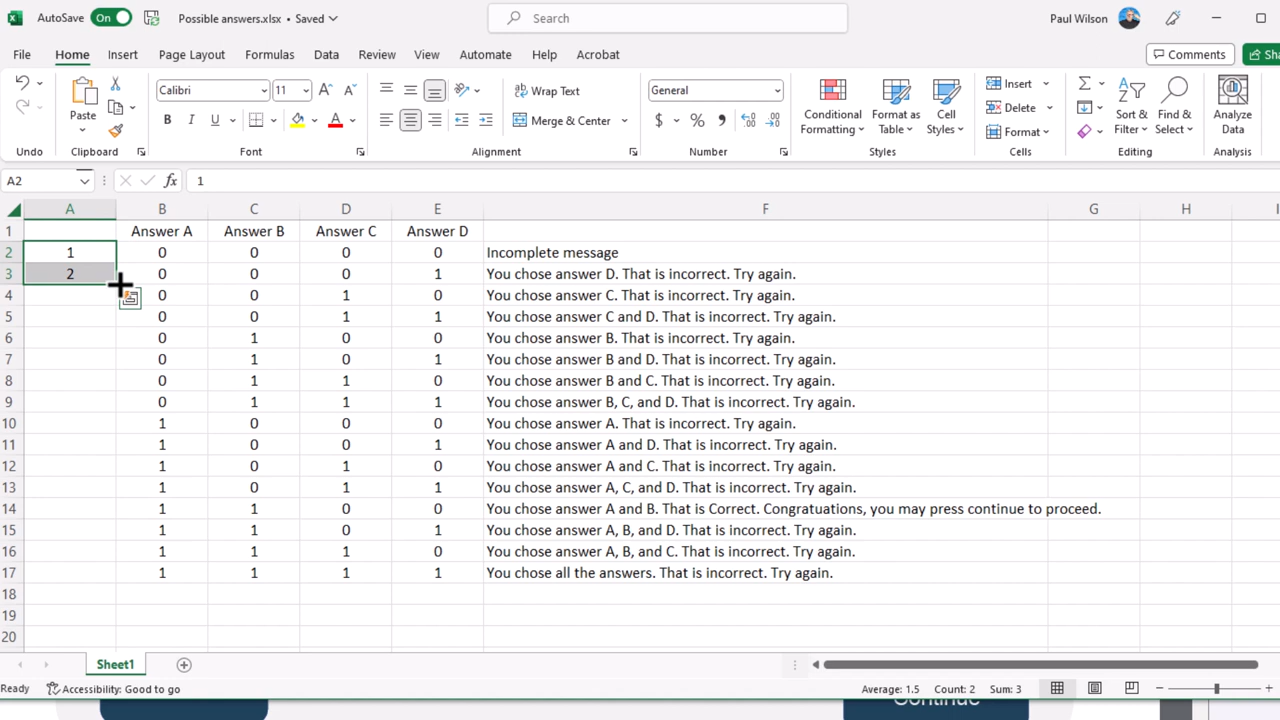 AutoSave On Possible answers.xlsx • Saved Search Paul Wilson
File Home Insert Page Layout Formulas Data Review View Automate Help Acrobat Comments Sha
Calibri 11 Wrap Text General Insert
Paste Merge & Center Conditional Formatting Format as Table Cell Styles Delete Sort & Filter Find & Select Analyze Data
Format
Undo Clipboard Font Alignment Number Styles Cells Editing Analysis
A2 fx 1
A B C D E F G H I
1 Answer A Answer B Answer C Answer D
2 1 0 0 0 0 Incomplete message
3 2 0 0 0 1 You chose answer D. That is incorrect. Try again.
4 0 0 1 0 You chose answer C. That is incorrect. Try again.
5 0 0 1 1 You chose answer C and D. That is incorrect. Try again.
6 0 1 0 0 You chose answer B. That is incorrect. Try again.
7 0 1 0 1 You chose answer B and D. That is incorrect. Try again.
8 0 1 1 0 You chose answer B and C. That is incorrect. Try again.
9 0 1 1 1 You chose answer B, C, and D. That is incorrect. Try again.
10 1 0 0 0 You chose answer A. That is incorrect. Try again.
11 1 0 0 1 You chose answer A and D. That is incorrect. Try again.
12 1 0 1 0 You chose answer A and C. That is incorrect. Try again.
13 1 0 1 1 You chose answer A, C, and D. That is incorrect. Try again.
14 1 1 0 0 You chose answer A and B. That is Correct. Congratuations, you may press continue to proceed.
15 1 1 0 1 You chose answer A, B, and D. That is incorrect. Try again.
16 1 1 1 0 You chose answer A, B, and C. That is incorrect. Try again.
17 1 1 1 1 You chose all the answers. That is incorrect. Try again.
18
19
20
Sheet1
Ready Accessibility: Good to go Average: 1.5 Count: 2 Sum: 3
Continue